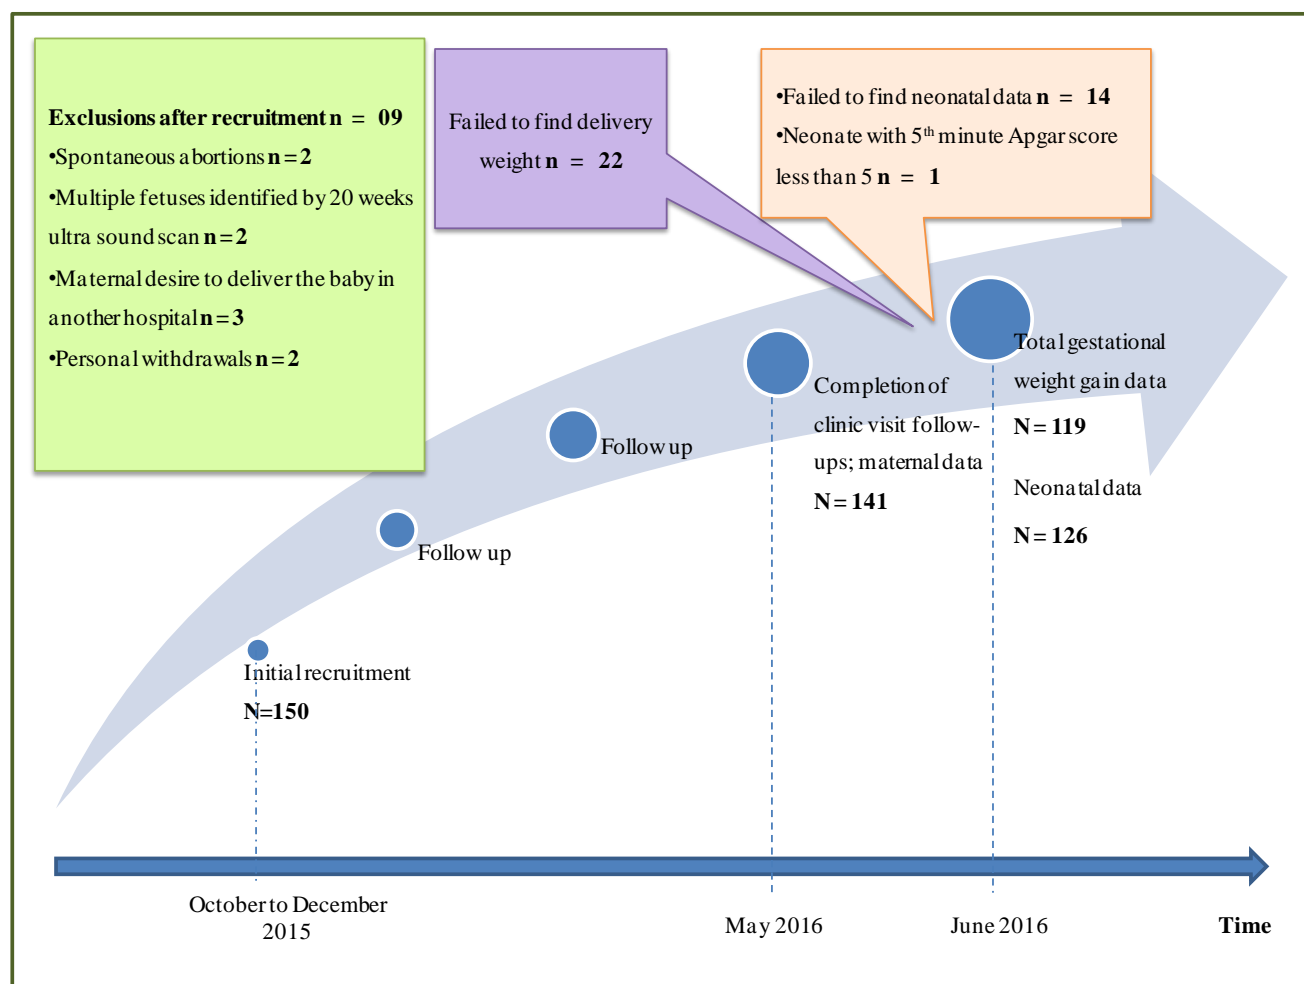 Exclusions after recruitment n = 09
•Spontaneous abortions n=2
•Multiple fetuses identified by 20 weeks
ultra sound scan n=2
•Maternal desire to deliver the baby in
another hospital n=3
•Personal withdrawals n=2
Failed to find delivery
weight n = 22
•Failed to find neonatal data n = 14
•Neonate with 5th minute Apgar score
less than 5 n = 1
Total gestational
weight gain data
N= 119
Neonatal data
N= 126
Completion of
clinic visit follow-
ups; maternal data
N= 141
Follow up
Follow up
Initial recruitment
N=150
October to December
2015
May 2016
June 2016
Time